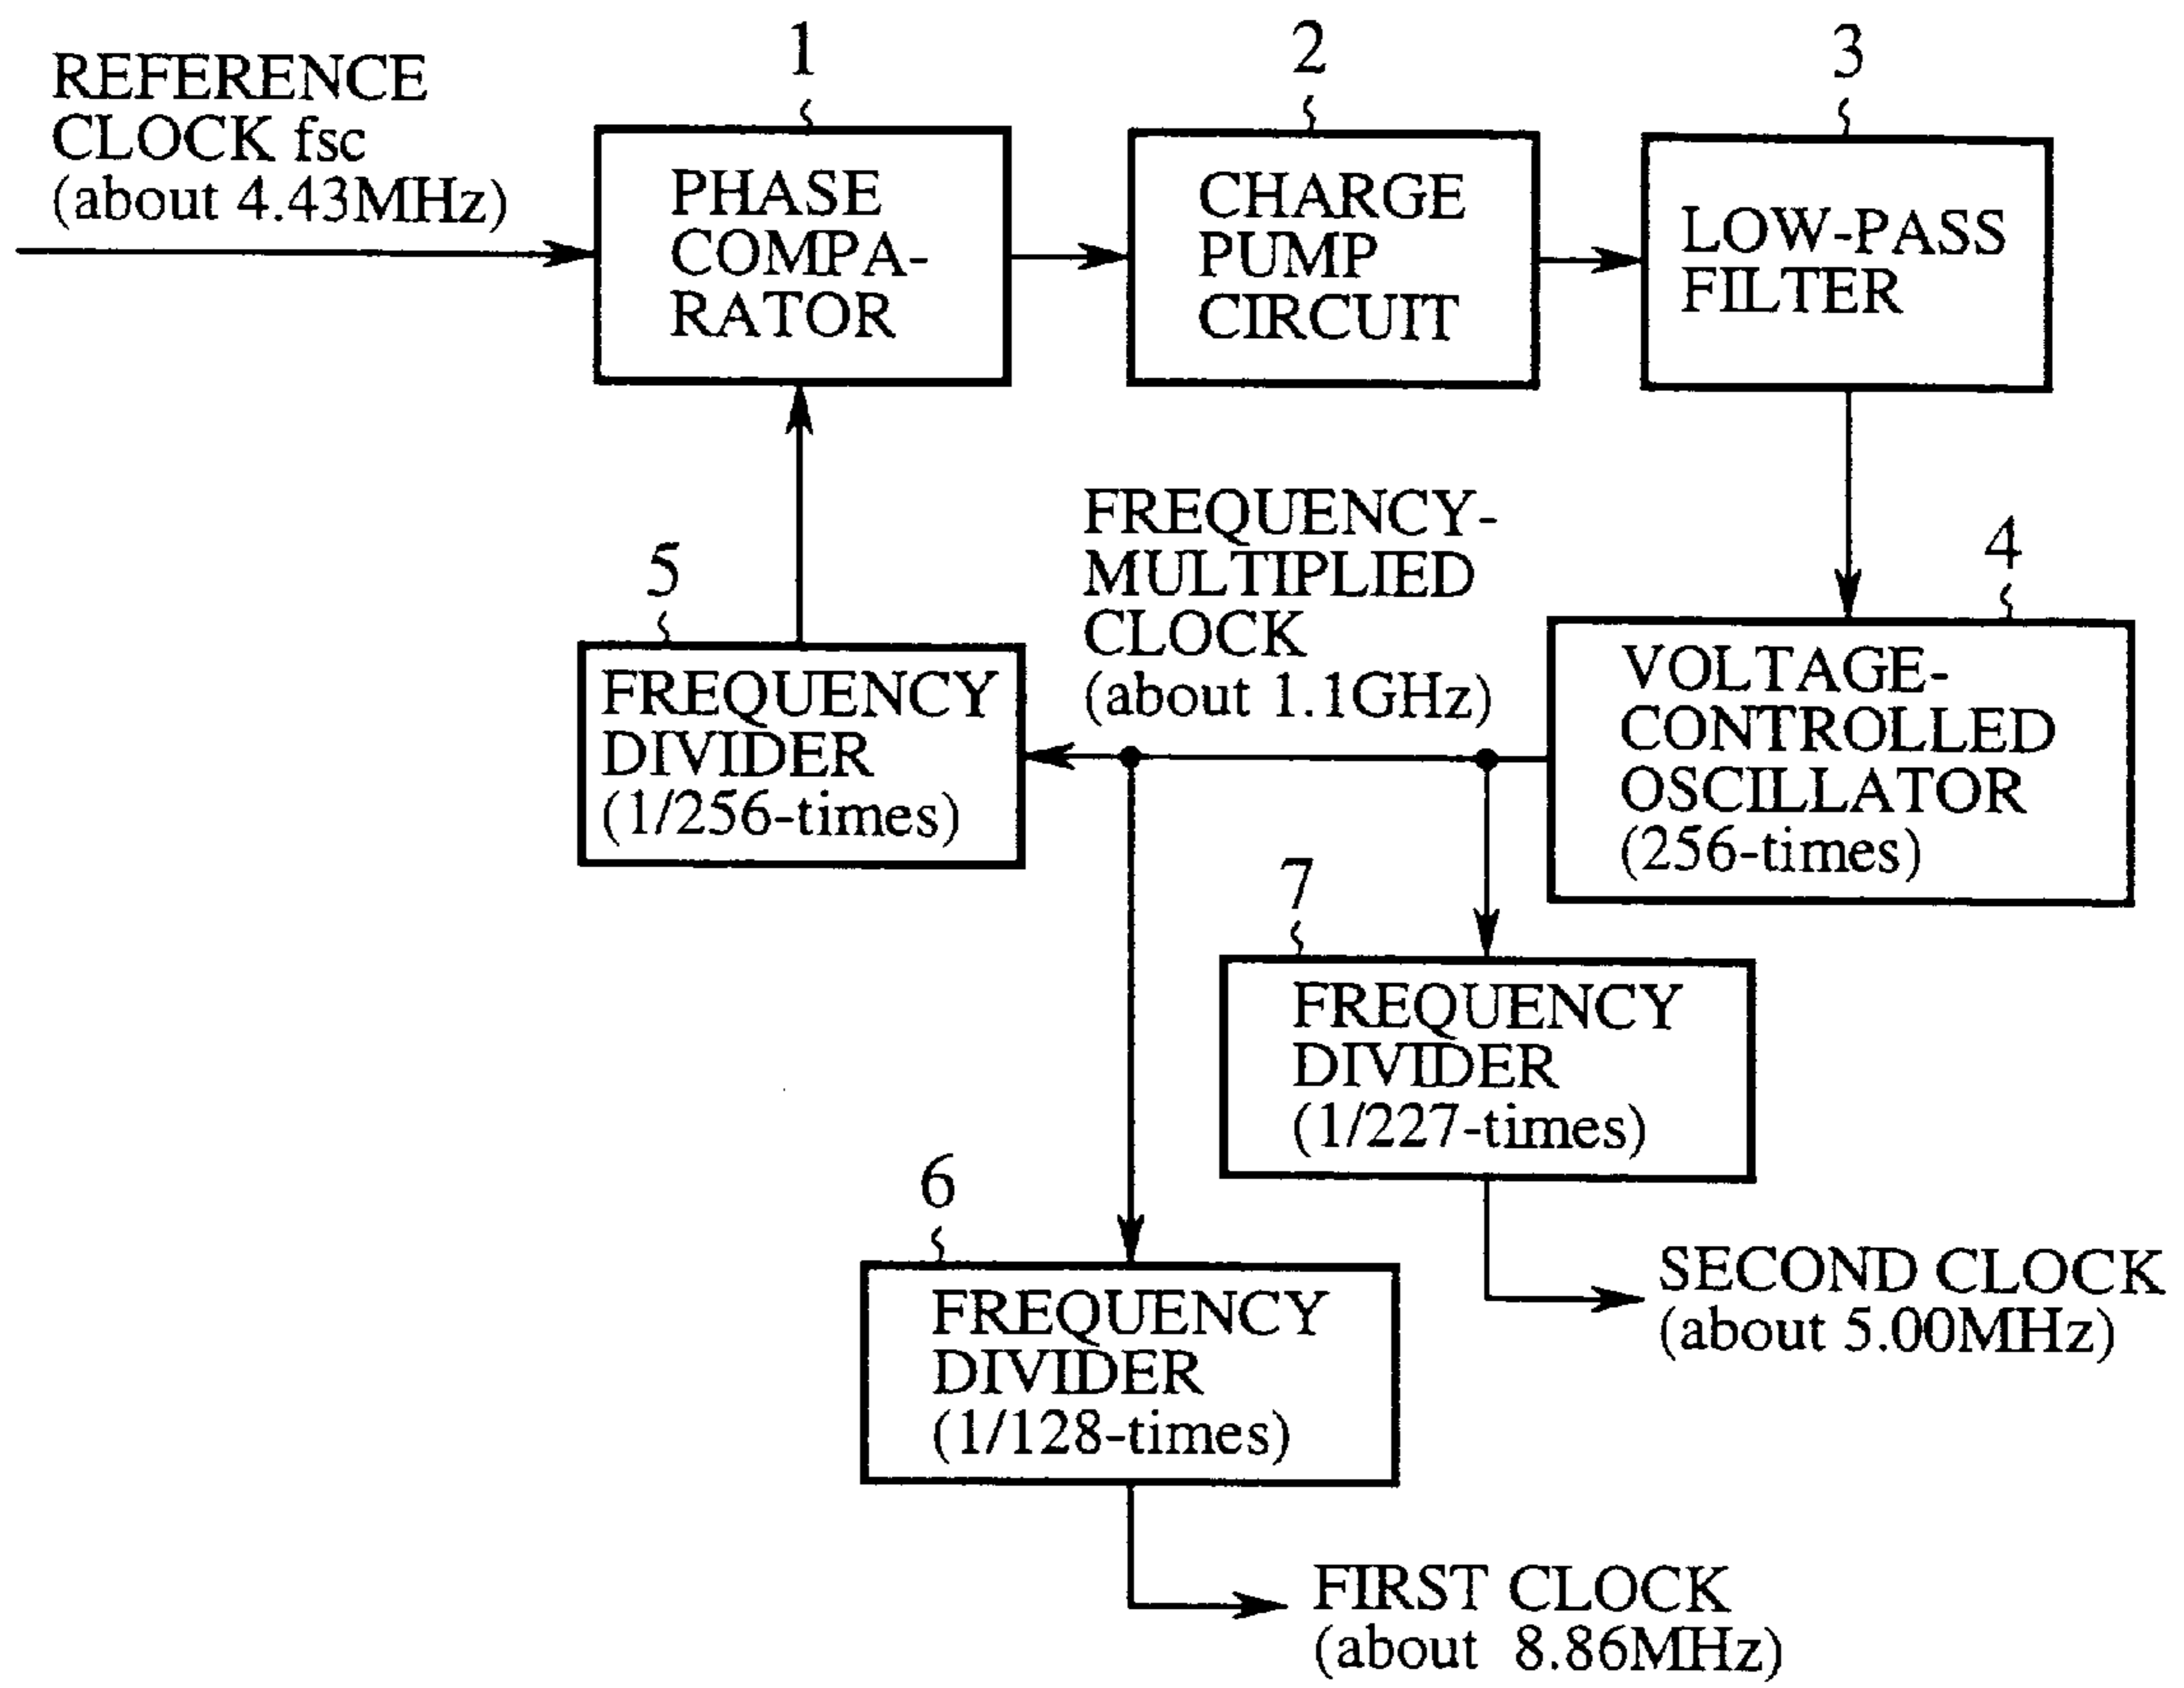 REFERENCE
CLOCK fsc
(about 4.43MHz)
1
PHASE
COMPA-
RATOR
2
CHARGE
PUMP
CIRCUIT
3
LOW-PASS
FILTER
4
VOLTAGE-
CONTROLLED
OSCILLATOR
(256-times)
FREQUENCY-
MULTIPLIED
CLOCK
(about 1.1GHz)
5
FREQUENCY
DIVIDER
(1/256-times)
7
FREQUENCY
DIVIDER
(1/227-times)
SECOND CLOCK
(about 5.00MHz)
6
FREQUENCY
DIVIDER
(1/128-times)
FIRST CLOCK
(about 8.86MHz)